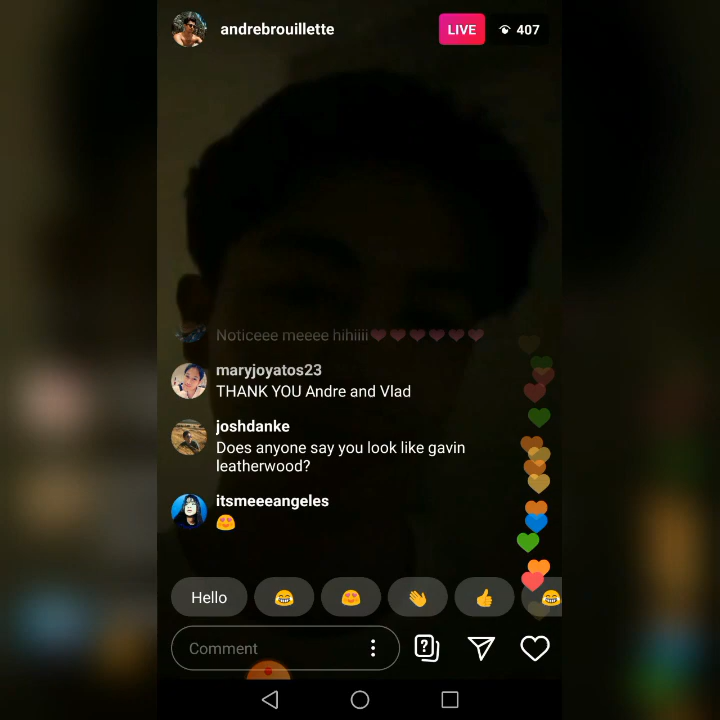 andrebrouillette
LIVE
407
Noticeee meeee hihiiii❤❤❤❤❤❤
maryjoyatos23
THANK YOU Andre and Vlad
joshdanke
Does anyone say you look like gavin
leatherwood?
itsmeeeangeles
😍
Hello 😂 😍 👋 👍 😂
Comment